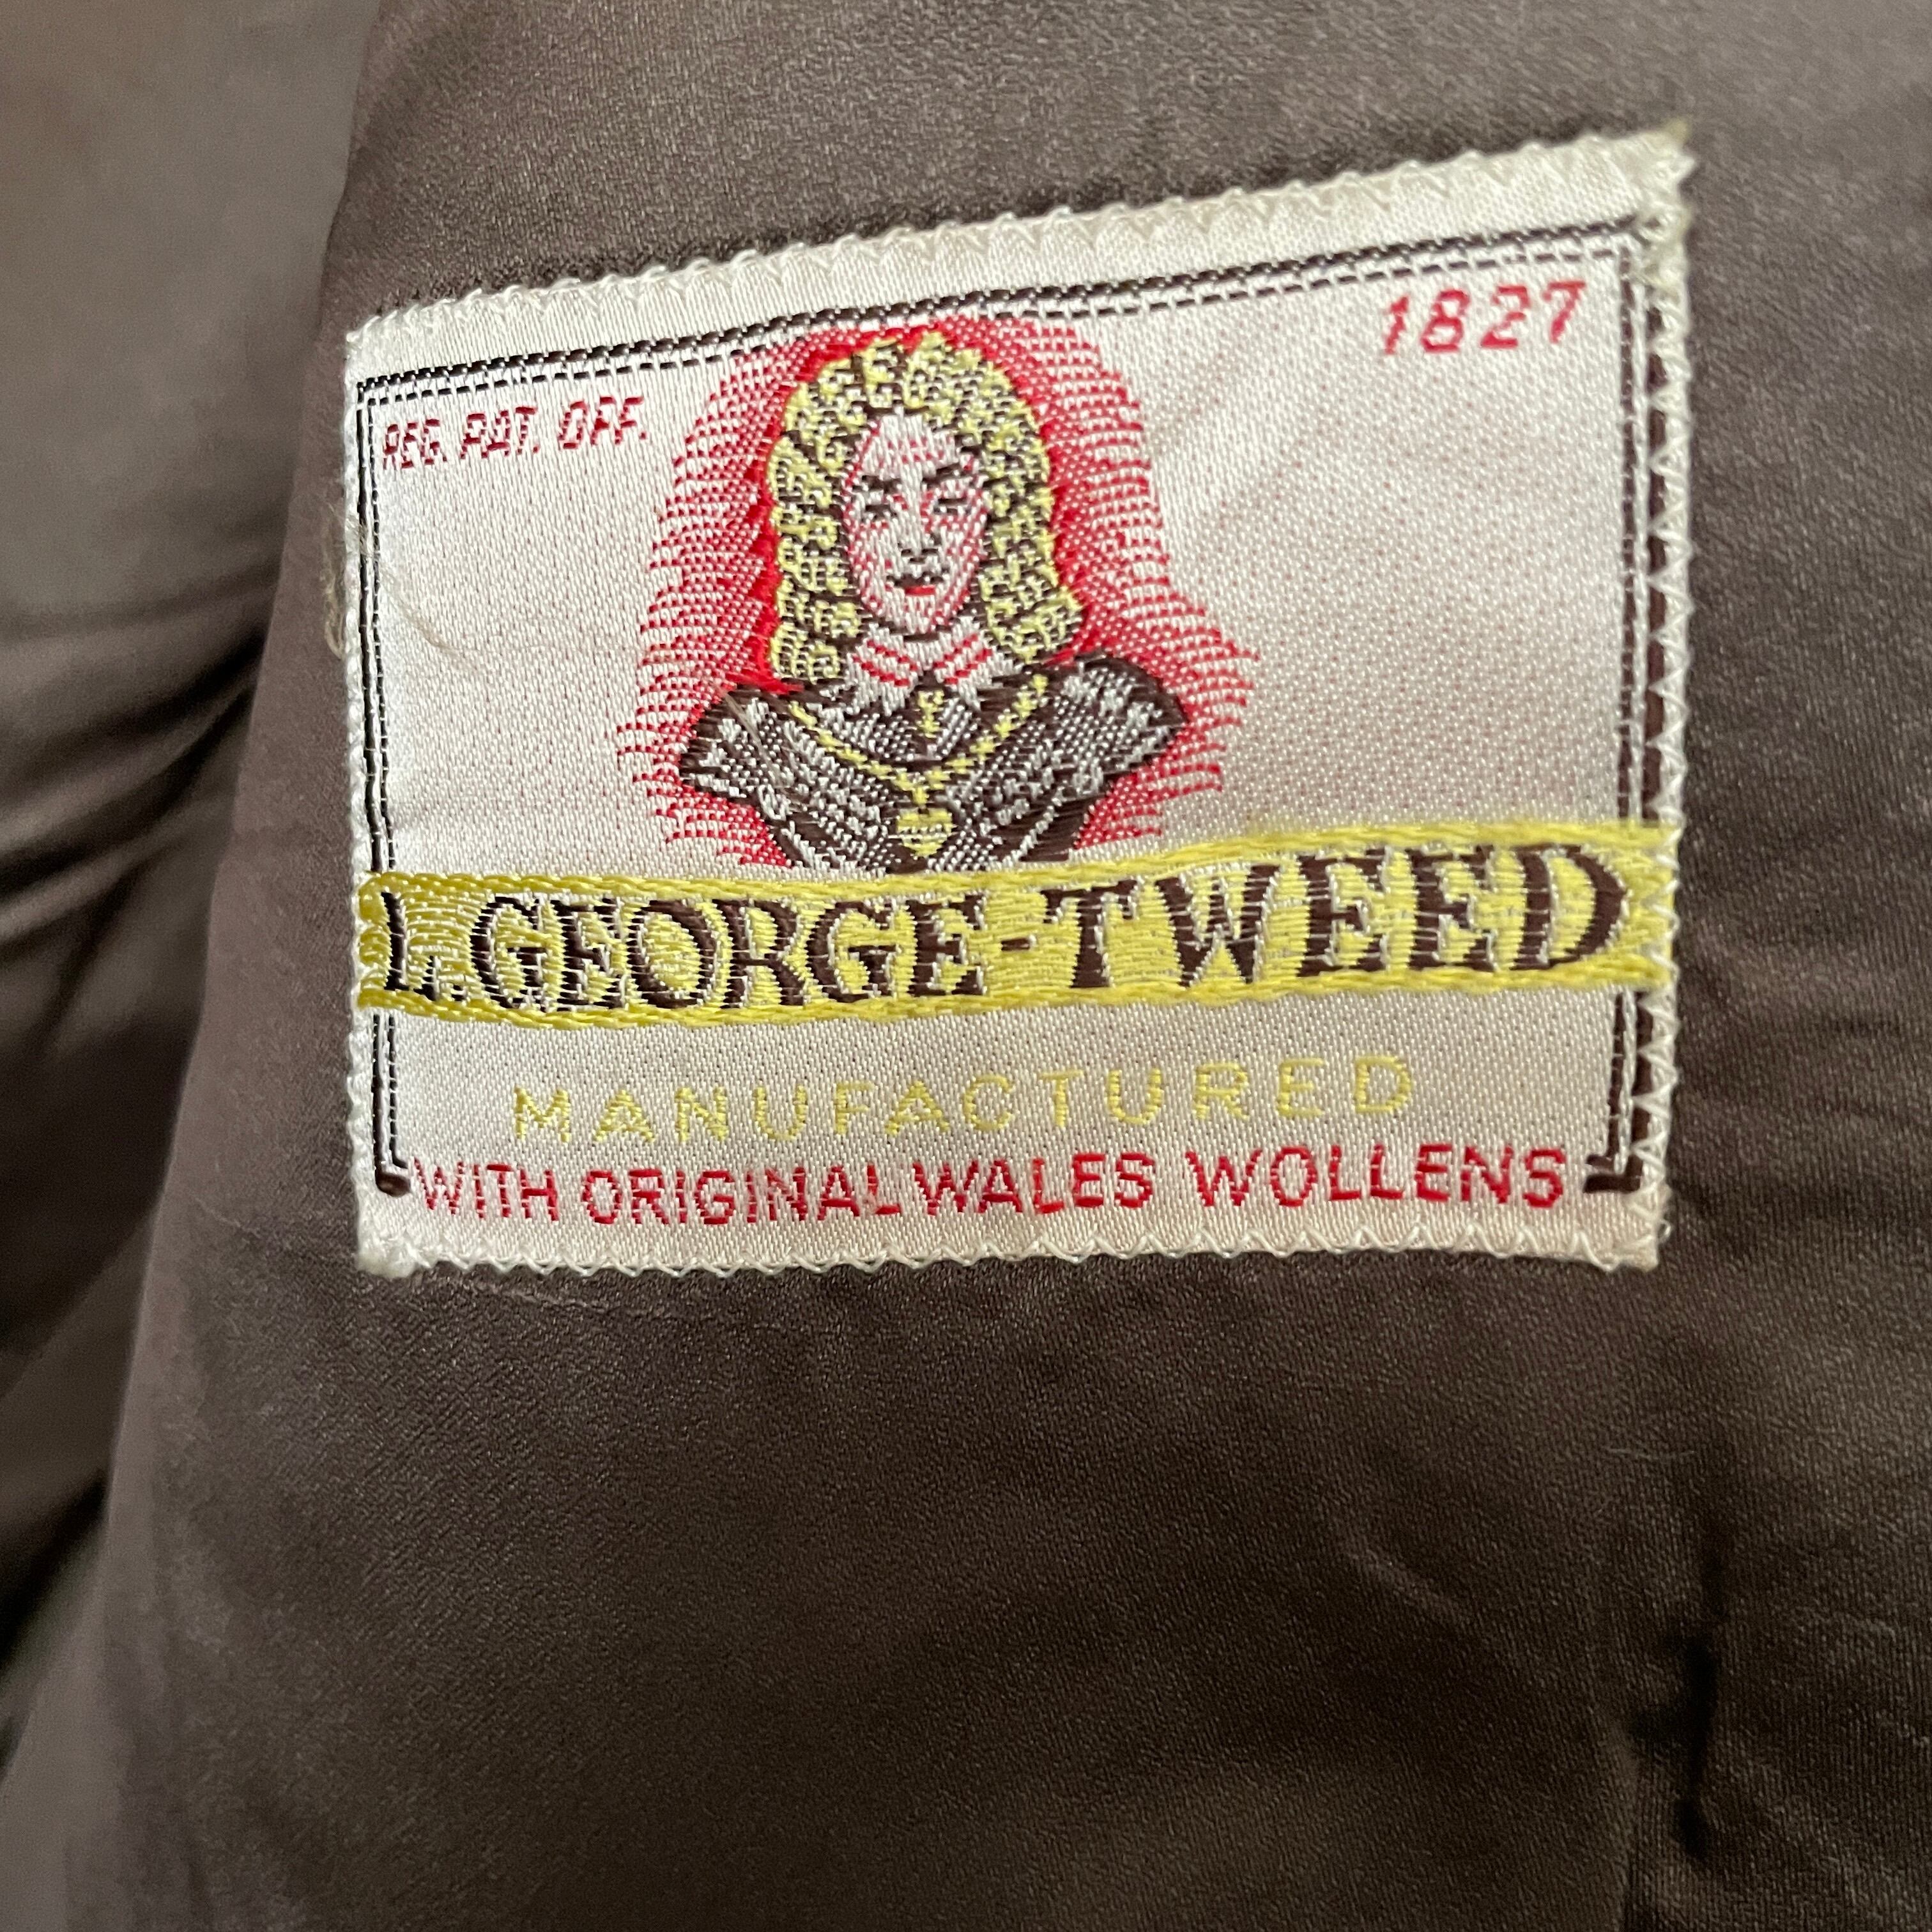 REG. PAT. OFF.
1827
L. GEORGE-TWEED
MANUFACTURED
WITH ORIGINAL WALES WOLLENS